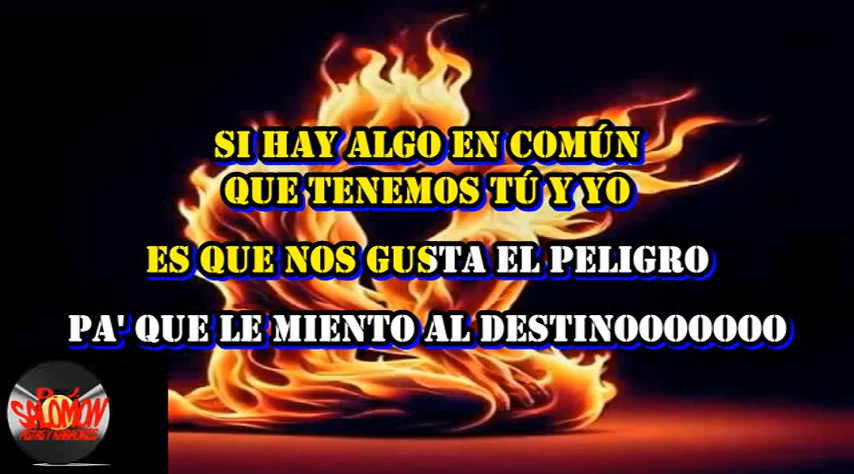 SI HAY ALGO EN COMÚN
QUE TENEMOS TÚ Y YO
ES QUE NOS GUSTA EL PELIGRO
PA' QUE LE MIENTO AL DESTINOOOOOOO
SALOMON